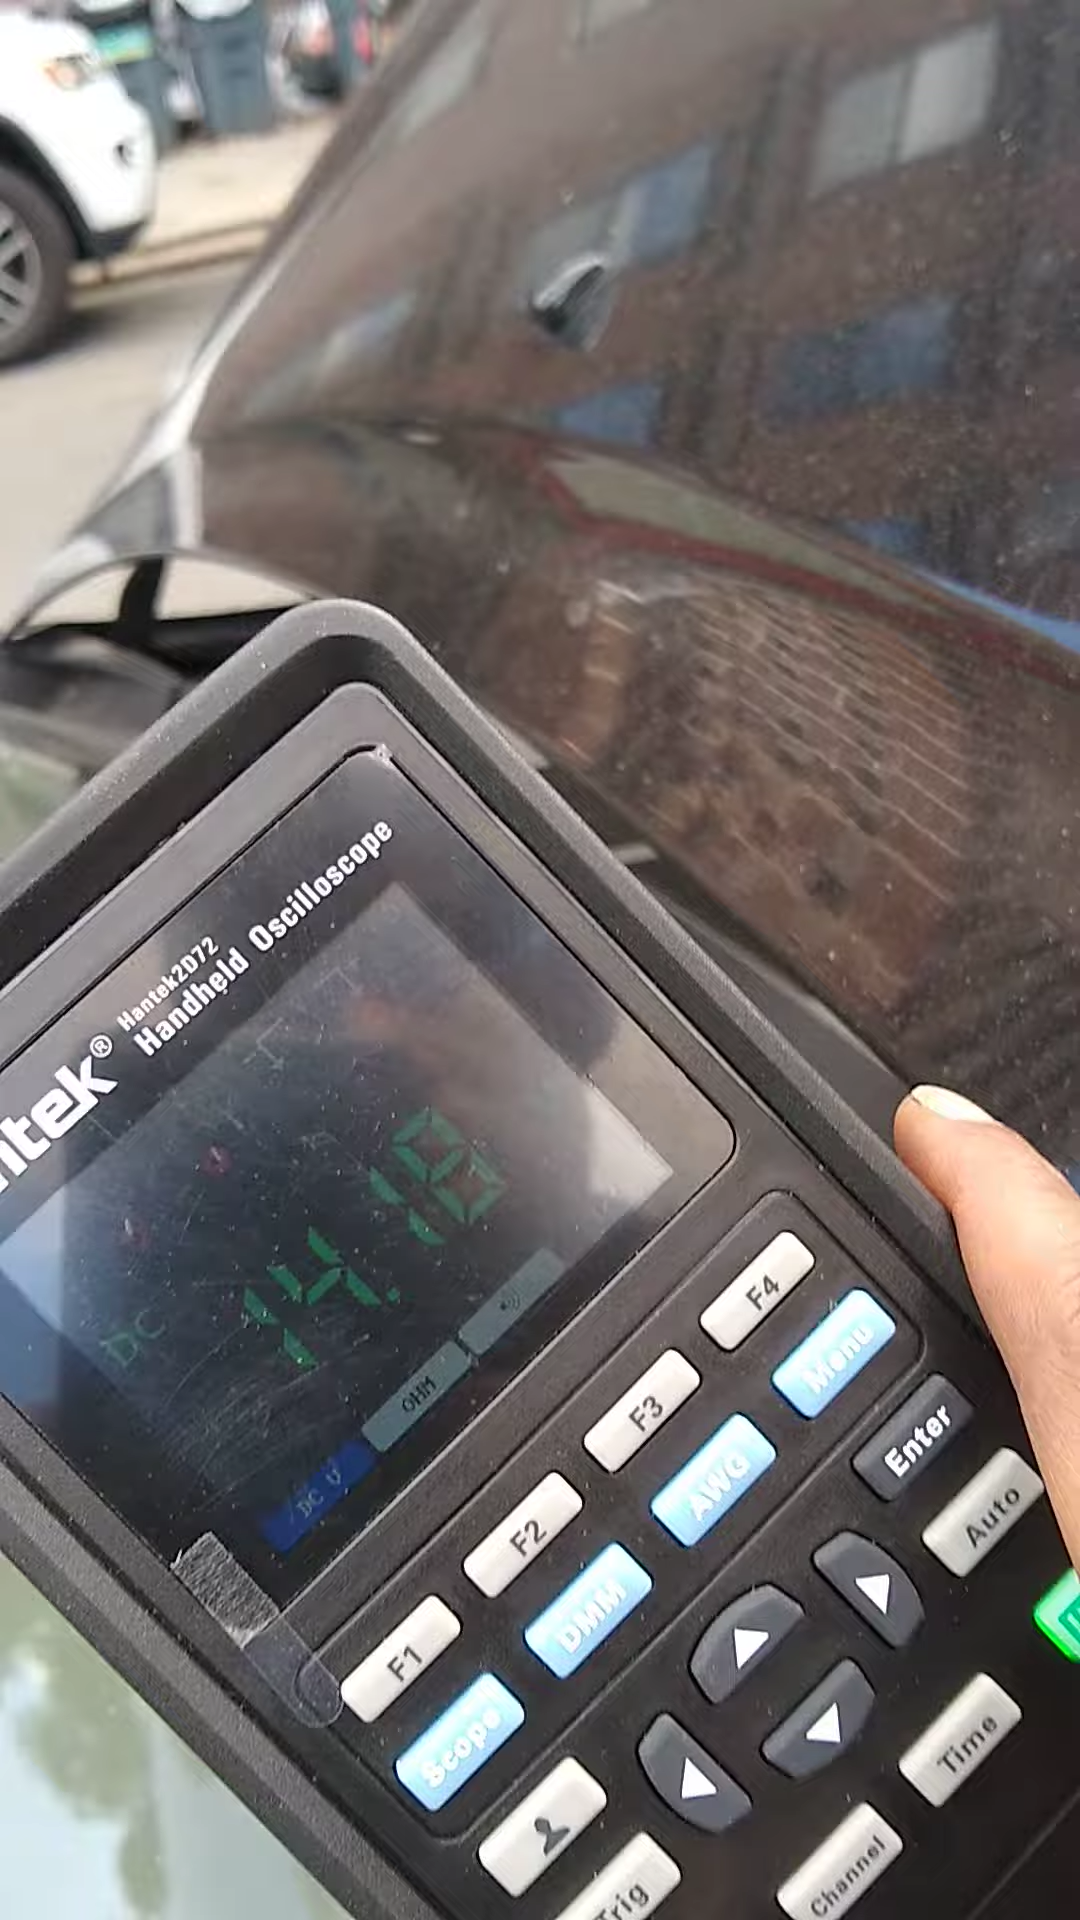 Hantek2D72
ntek® Handheld Oscilloscope
DC 14.18
DC V OHM
F1 F2 F3 F4
Scope DMM AWG Menu
Enter
Auto
Time
Trig Channel